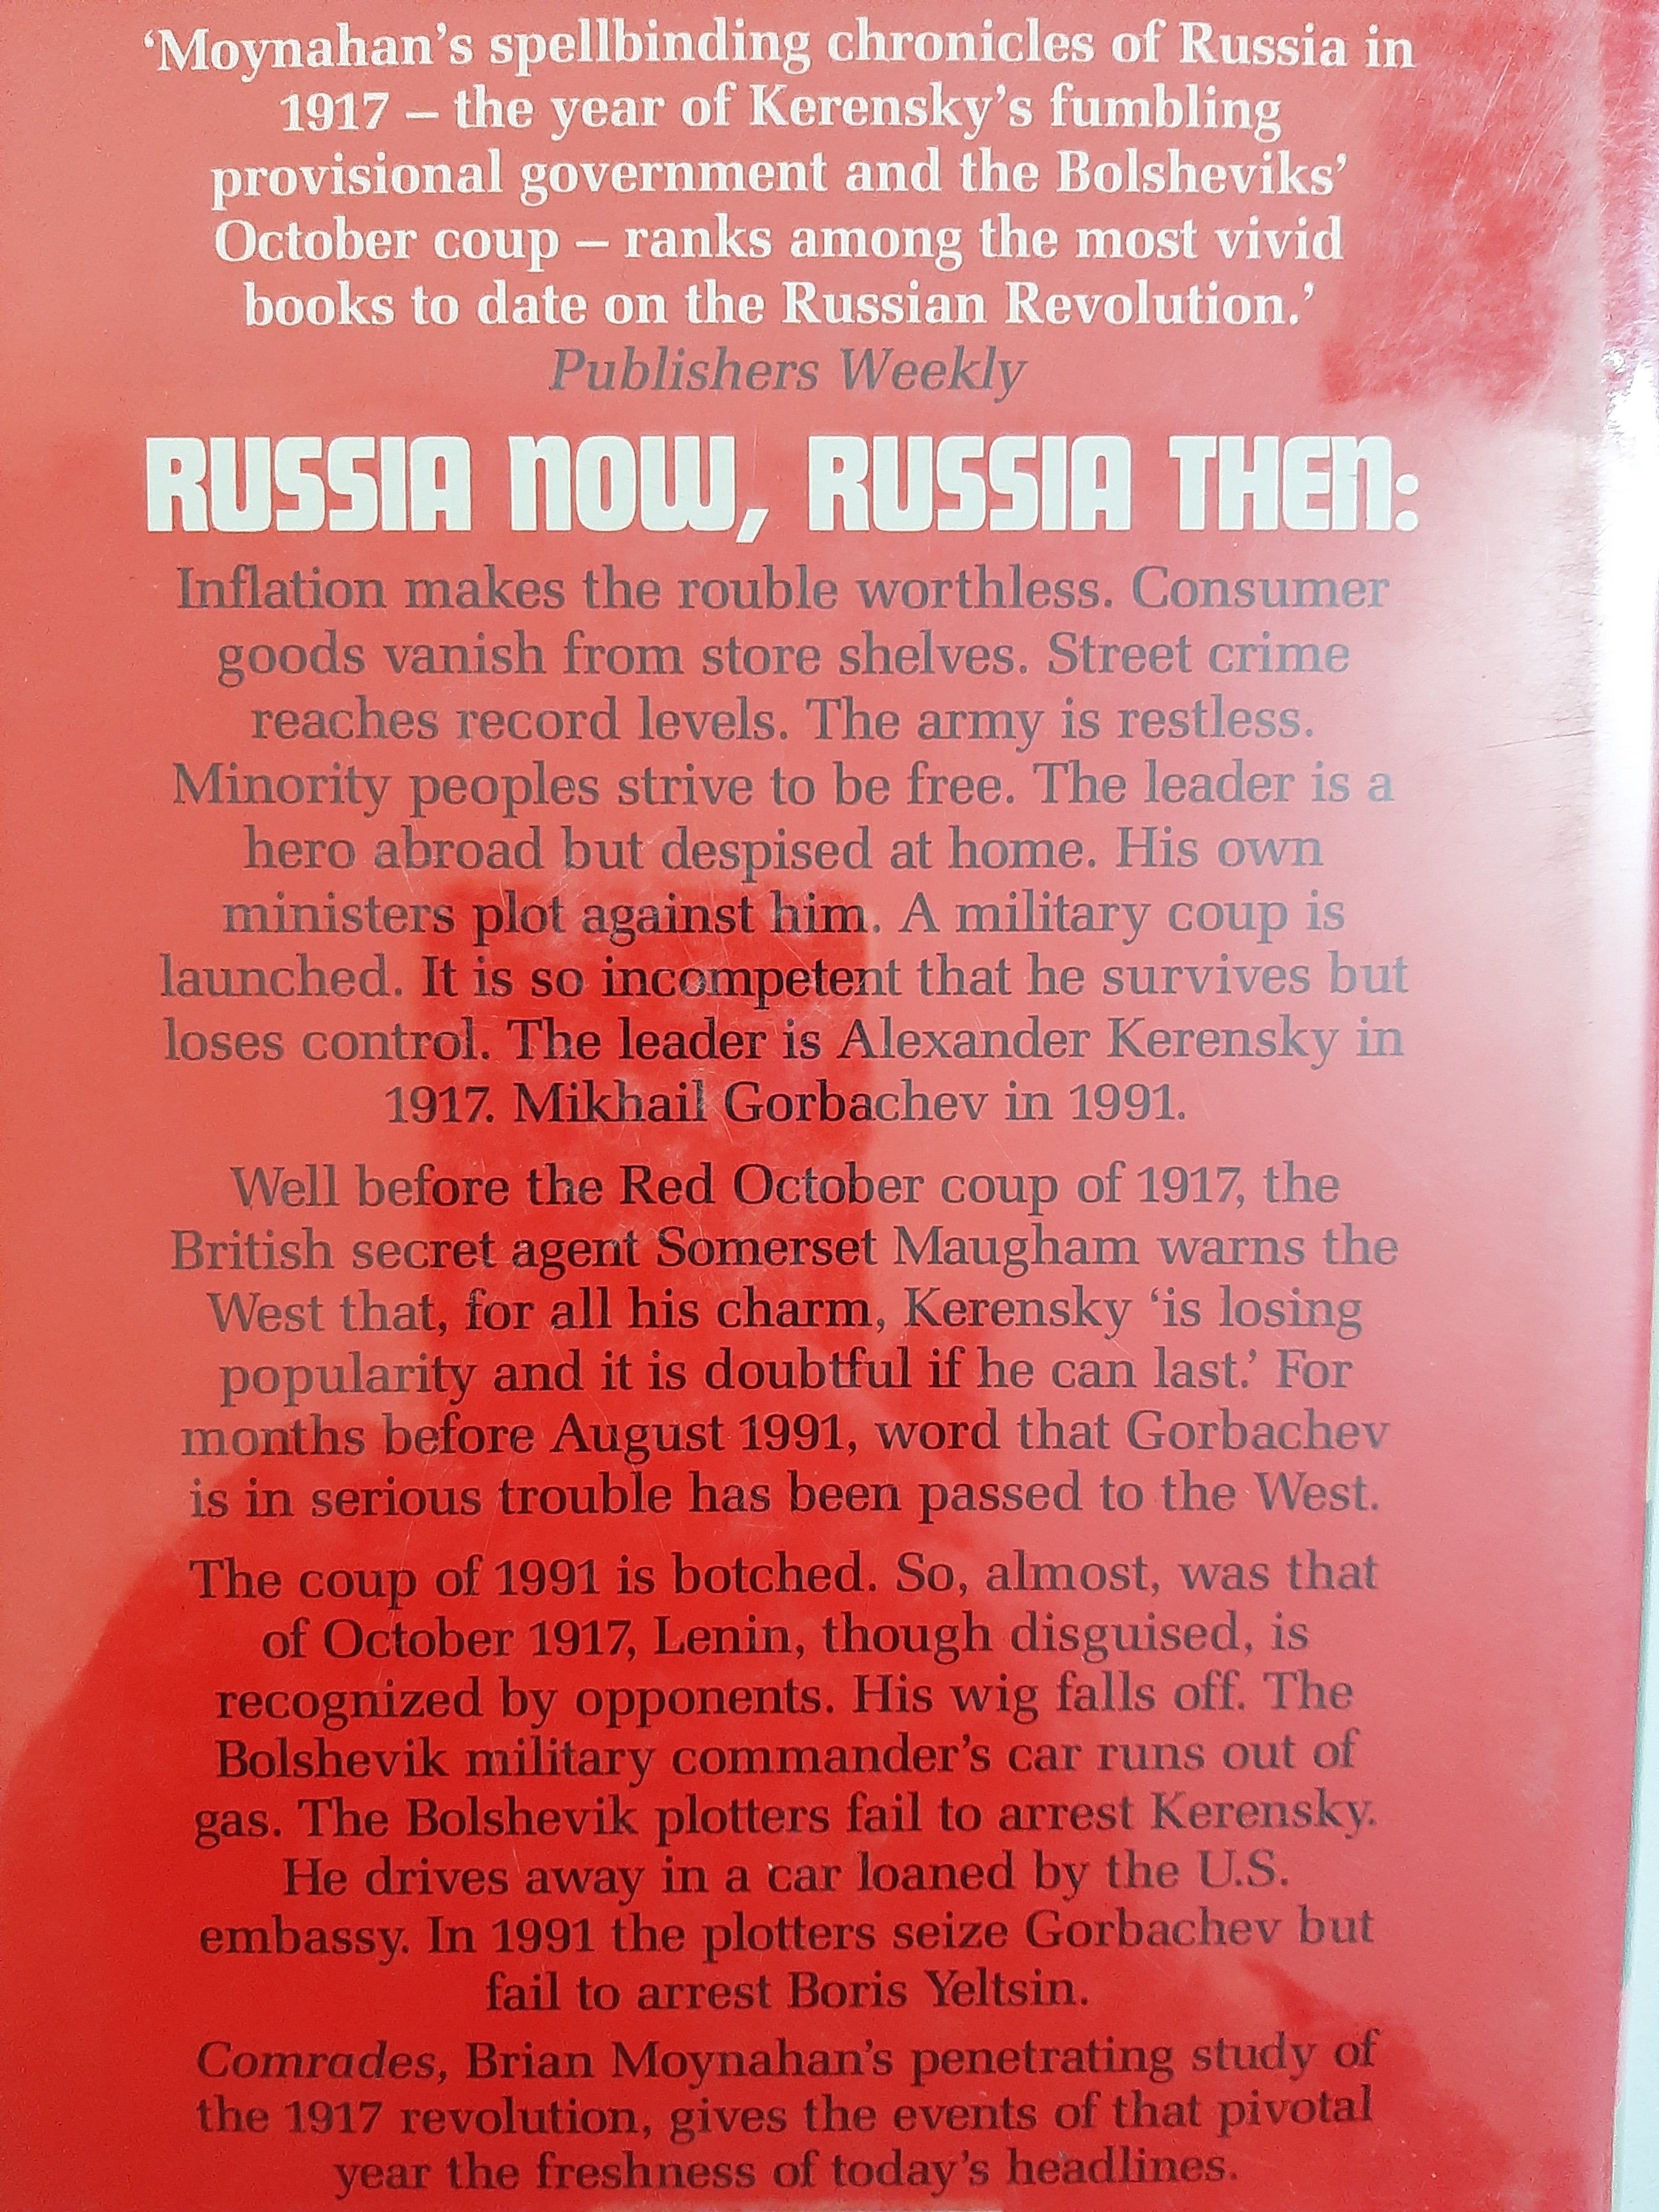 ‘Moynahan’s spellbinding chronicles of Russia in
1917 – the year of Kerensky’s fumbling
provisional government and the Bolsheviks’
October coup – ranks among the most vivid
books to date on the Russian Revolution.’
Publishers Weekly
RUSSIA NOW, RUSSIA THEN:
Inflation makes the rouble worthless. Consumer
goods vanish from store shelves. Street crime
reaches record levels. The army is restless.
Minority peoples strive to be free. The leader is a
hero abroad but despised at home. His own
ministers plot against him. A military coup is
launched. It is so incompetent that he survives but
loses control. The leader is Alexander Kerensky in
1917. Mikhail Gorbachev in 1991.
Well before the Red October coup of 1917, the
British secret agent Somerset Maugham warns the
West that, for all his charm, Kerensky ‘is losing
popularity and it is doubtful if he can last.’ For
months before August 1991, word that Gorbachev
is in serious trouble has been passed to the West.
The coup of 1991 is botched. So, almost, was that
of October 1917, Lenin, though disguised, is
recognized by opponents. His wig falls off. The
Bolshevik military commander’s car runs out of
gas. The Bolshevik plotters fail to arrest Kerensky.
He drives away in a car loaned by the U.S.
embassy. In 1991 the plotters seize Gorbachev but
fail to arrest Boris Yeltsin.
Comrades, Brian Moynahan’s penetrating study of
the 1917 revolution, gives the events of that pivotal
year the freshness of today’s headlines.